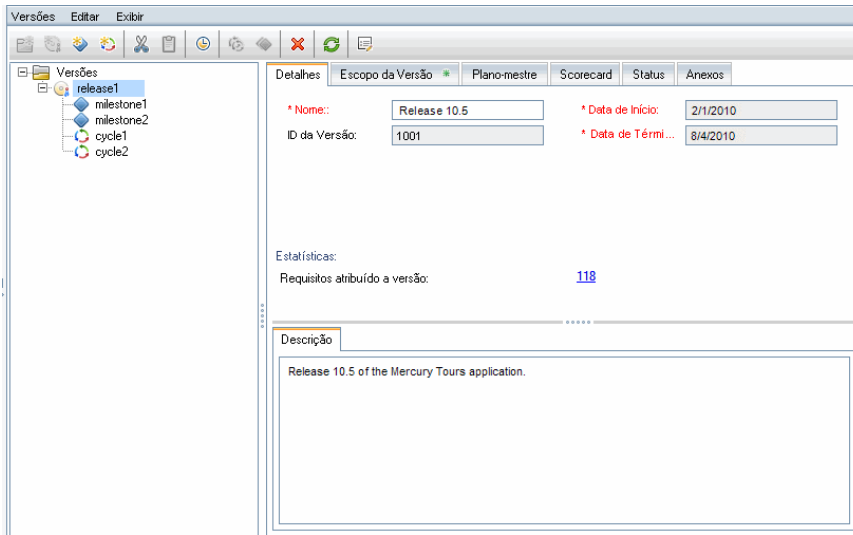 Versões Editar Exibir
Versões
release1
milestone1
milestone2
cycle1
cycle2
Detalhes Escopo da Versão * Plano-mestre Scorecard Status Anexos
* Nome:: Release 10.5 * Data de Início: 2/1/2010
ID da Versão: 1001 * Data de Térmi... 8/4/2010
Estatísticas:
Requisitos atribuído a versão: 118
Descrição
Release 10.5 of the Mercury Tours application.